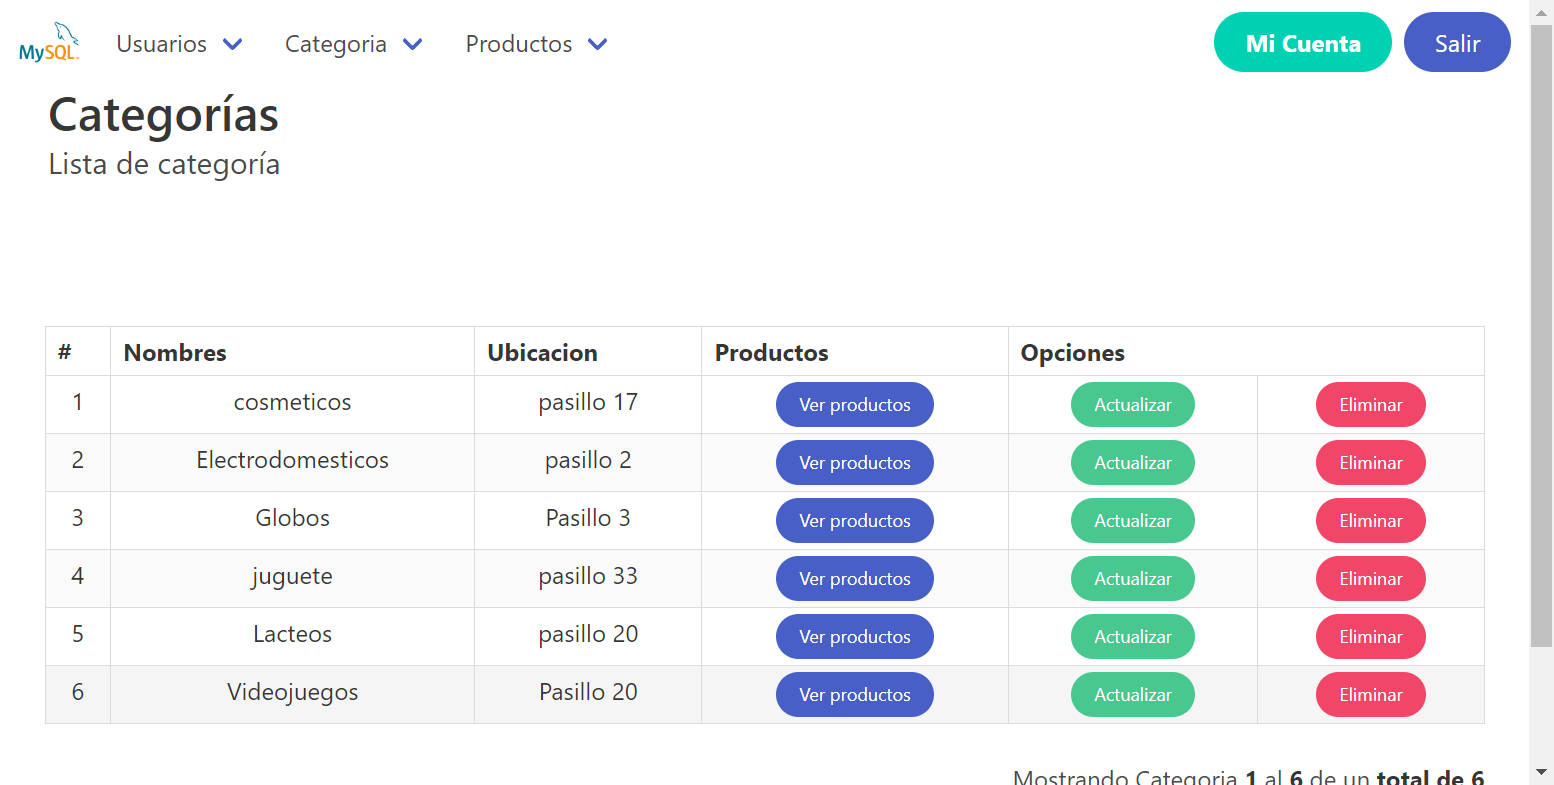 MySQL Usuarios Categoria Productos Mi Cuenta Salir
Categorías
Lista de categoría
# Nombres Ubicacion Productos Opciones
1 cosmeticos pasillo 17 Ver productos Actualizar Eliminar
2 Electrodomesticos pasillo 2 Ver productos Actualizar Eliminar
3 Globos Pasillo 3 Ver productos Actualizar Eliminar
4 juguete pasillo 33 Ver productos Actualizar Eliminar
5 Lacteos pasillo 20 Ver productos Actualizar Eliminar
6 Videojuegos Pasillo 20 Ver productos Actualizar Eliminar
Mostrando Categoria 1 al 6 de un total de 6